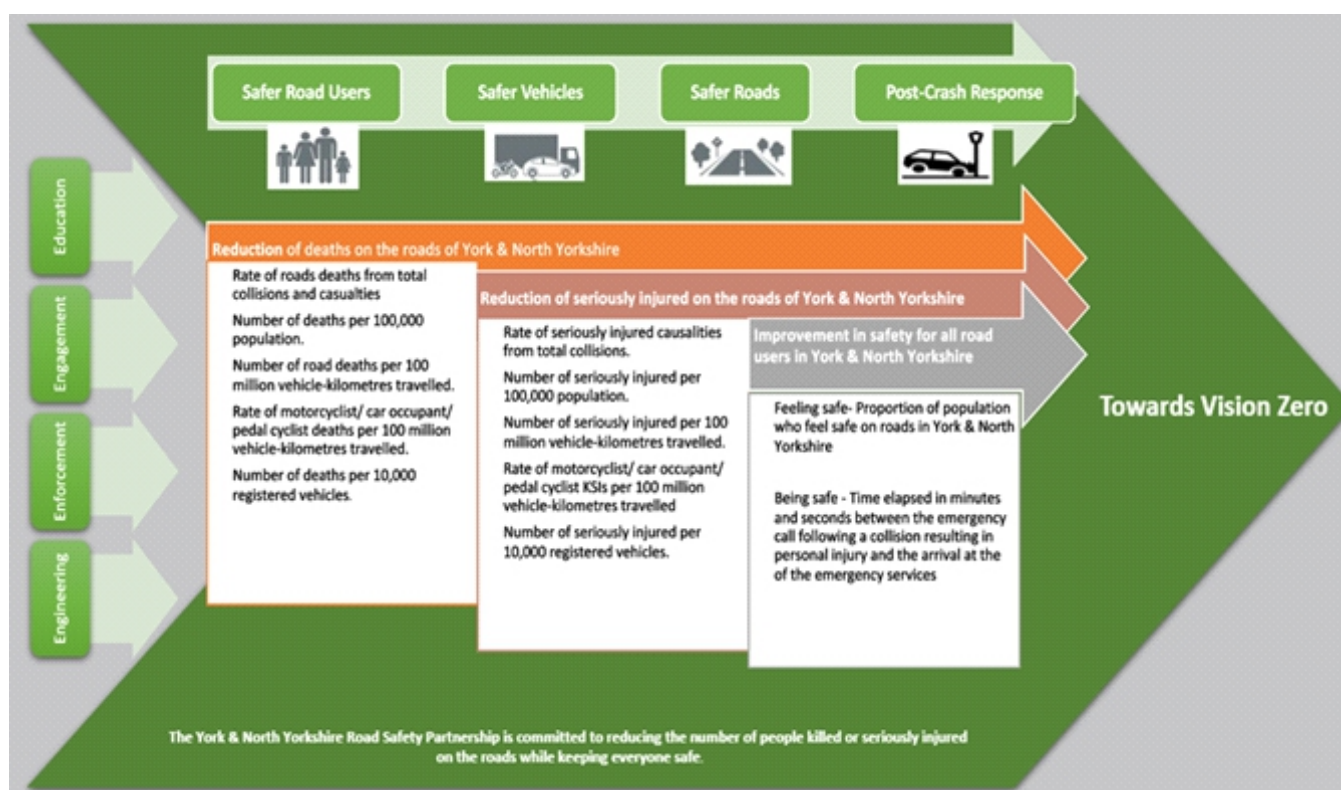 Safer Road Users
Safer Vehicles
Safer Roads
Post-Crash Response
Education
Engagement
Enforcement
Engineering
Reduction of deaths on the roads of York & North Yorkshire
Rate of roads deaths from total
collisions and casualties
Number of deaths per 100,000
population.
Number of road deaths per 100
million vehicle-kilometres travelled.
Rate of motorcyclist/ car occupant/
pedal cyclist deaths per 100 million
vehicle-kilometres travelled.
Number of deaths per 10,000
registered vehicles.
Reduction of seriously injured on the roads of York & North Yorkshire
Rate of seriously injured causalities
from total collisions.
Number of seriously injured per
100,000 population.
Number of seriously injured per 100
million vehicle-kilometres travelled.
Rate of motorcyclist/ car occupant/
pedal cyclist KSIs per 100 million
vehicle-kilometres travelled
Number of seriously injured per
10,000 registered vehicles.
Improvement in safety for all road
users in York & North Yorkshire
Feeling safe- Proportion of population
who feel safe on roads in York & North
Yorkshire
Being safe - Time elapsed in minutes
and seconds between the emergency
call following a collision resulting in
personal injury and the arrival at the
of the emergency services
Towards Vision Zero
The York & North Yorkshire Road Safety Partnership is committed to reducing the number of people killed or seriously injured
on the roads while keeping everyone safe.